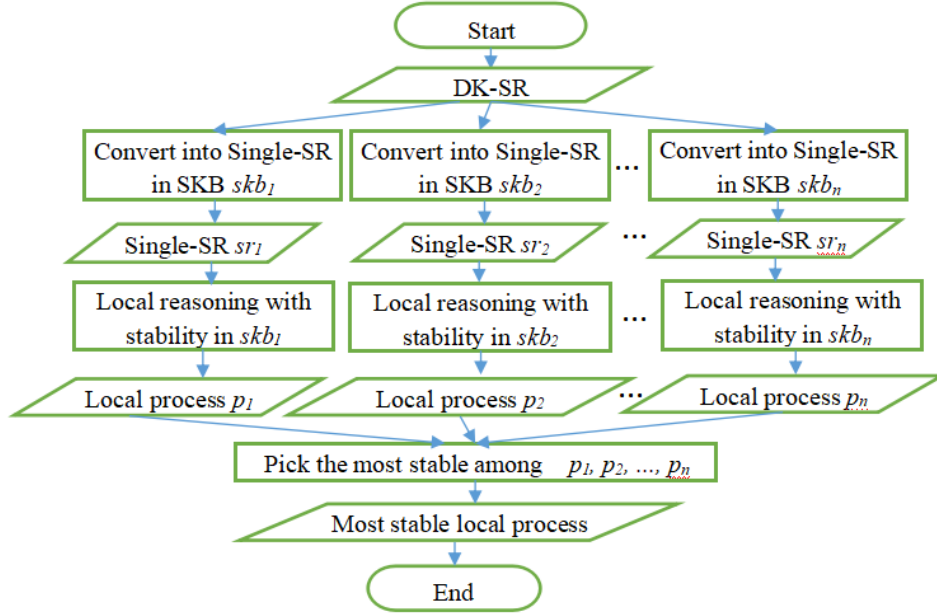 Start
DK-SR
Convert into Single-SR
in SKB skb1
Convert into Single-SR
in SKB skb2
...
Convert into Single-SR
in SKB skbn
Single-SR sr1
Single-SR sr2
...
Single-SR srn
Local reasoning with
stability in skb1
Local reasoning with
stability in skb2
...
Local reasoning with
stability in skbn
Local process p1
Local process p2
...
Local process pn
Pick the most stable among p1, p2, ..., pn
Most stable local process
End